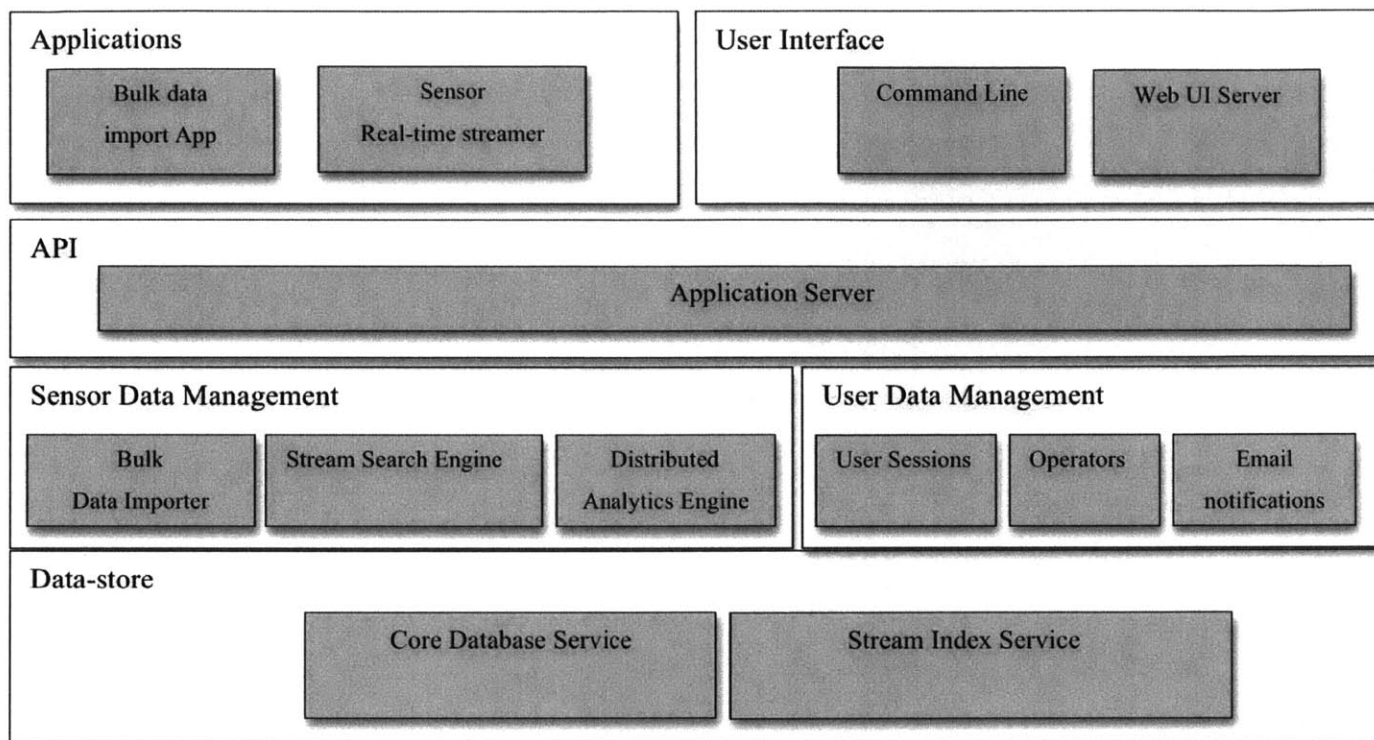 Applications
Bulk data
import App
Sensor
Real-time streamer
User Interface
Command Line
Web UI Server
API
Application Server
Sensor Data Management
Bulk
Data Importer
Stream Search Engine
Distributed
Analytics Engine
User Data Management
User Sessions
Operators
Email
notifications
Data-store
Core Database Service
Stream Index Service